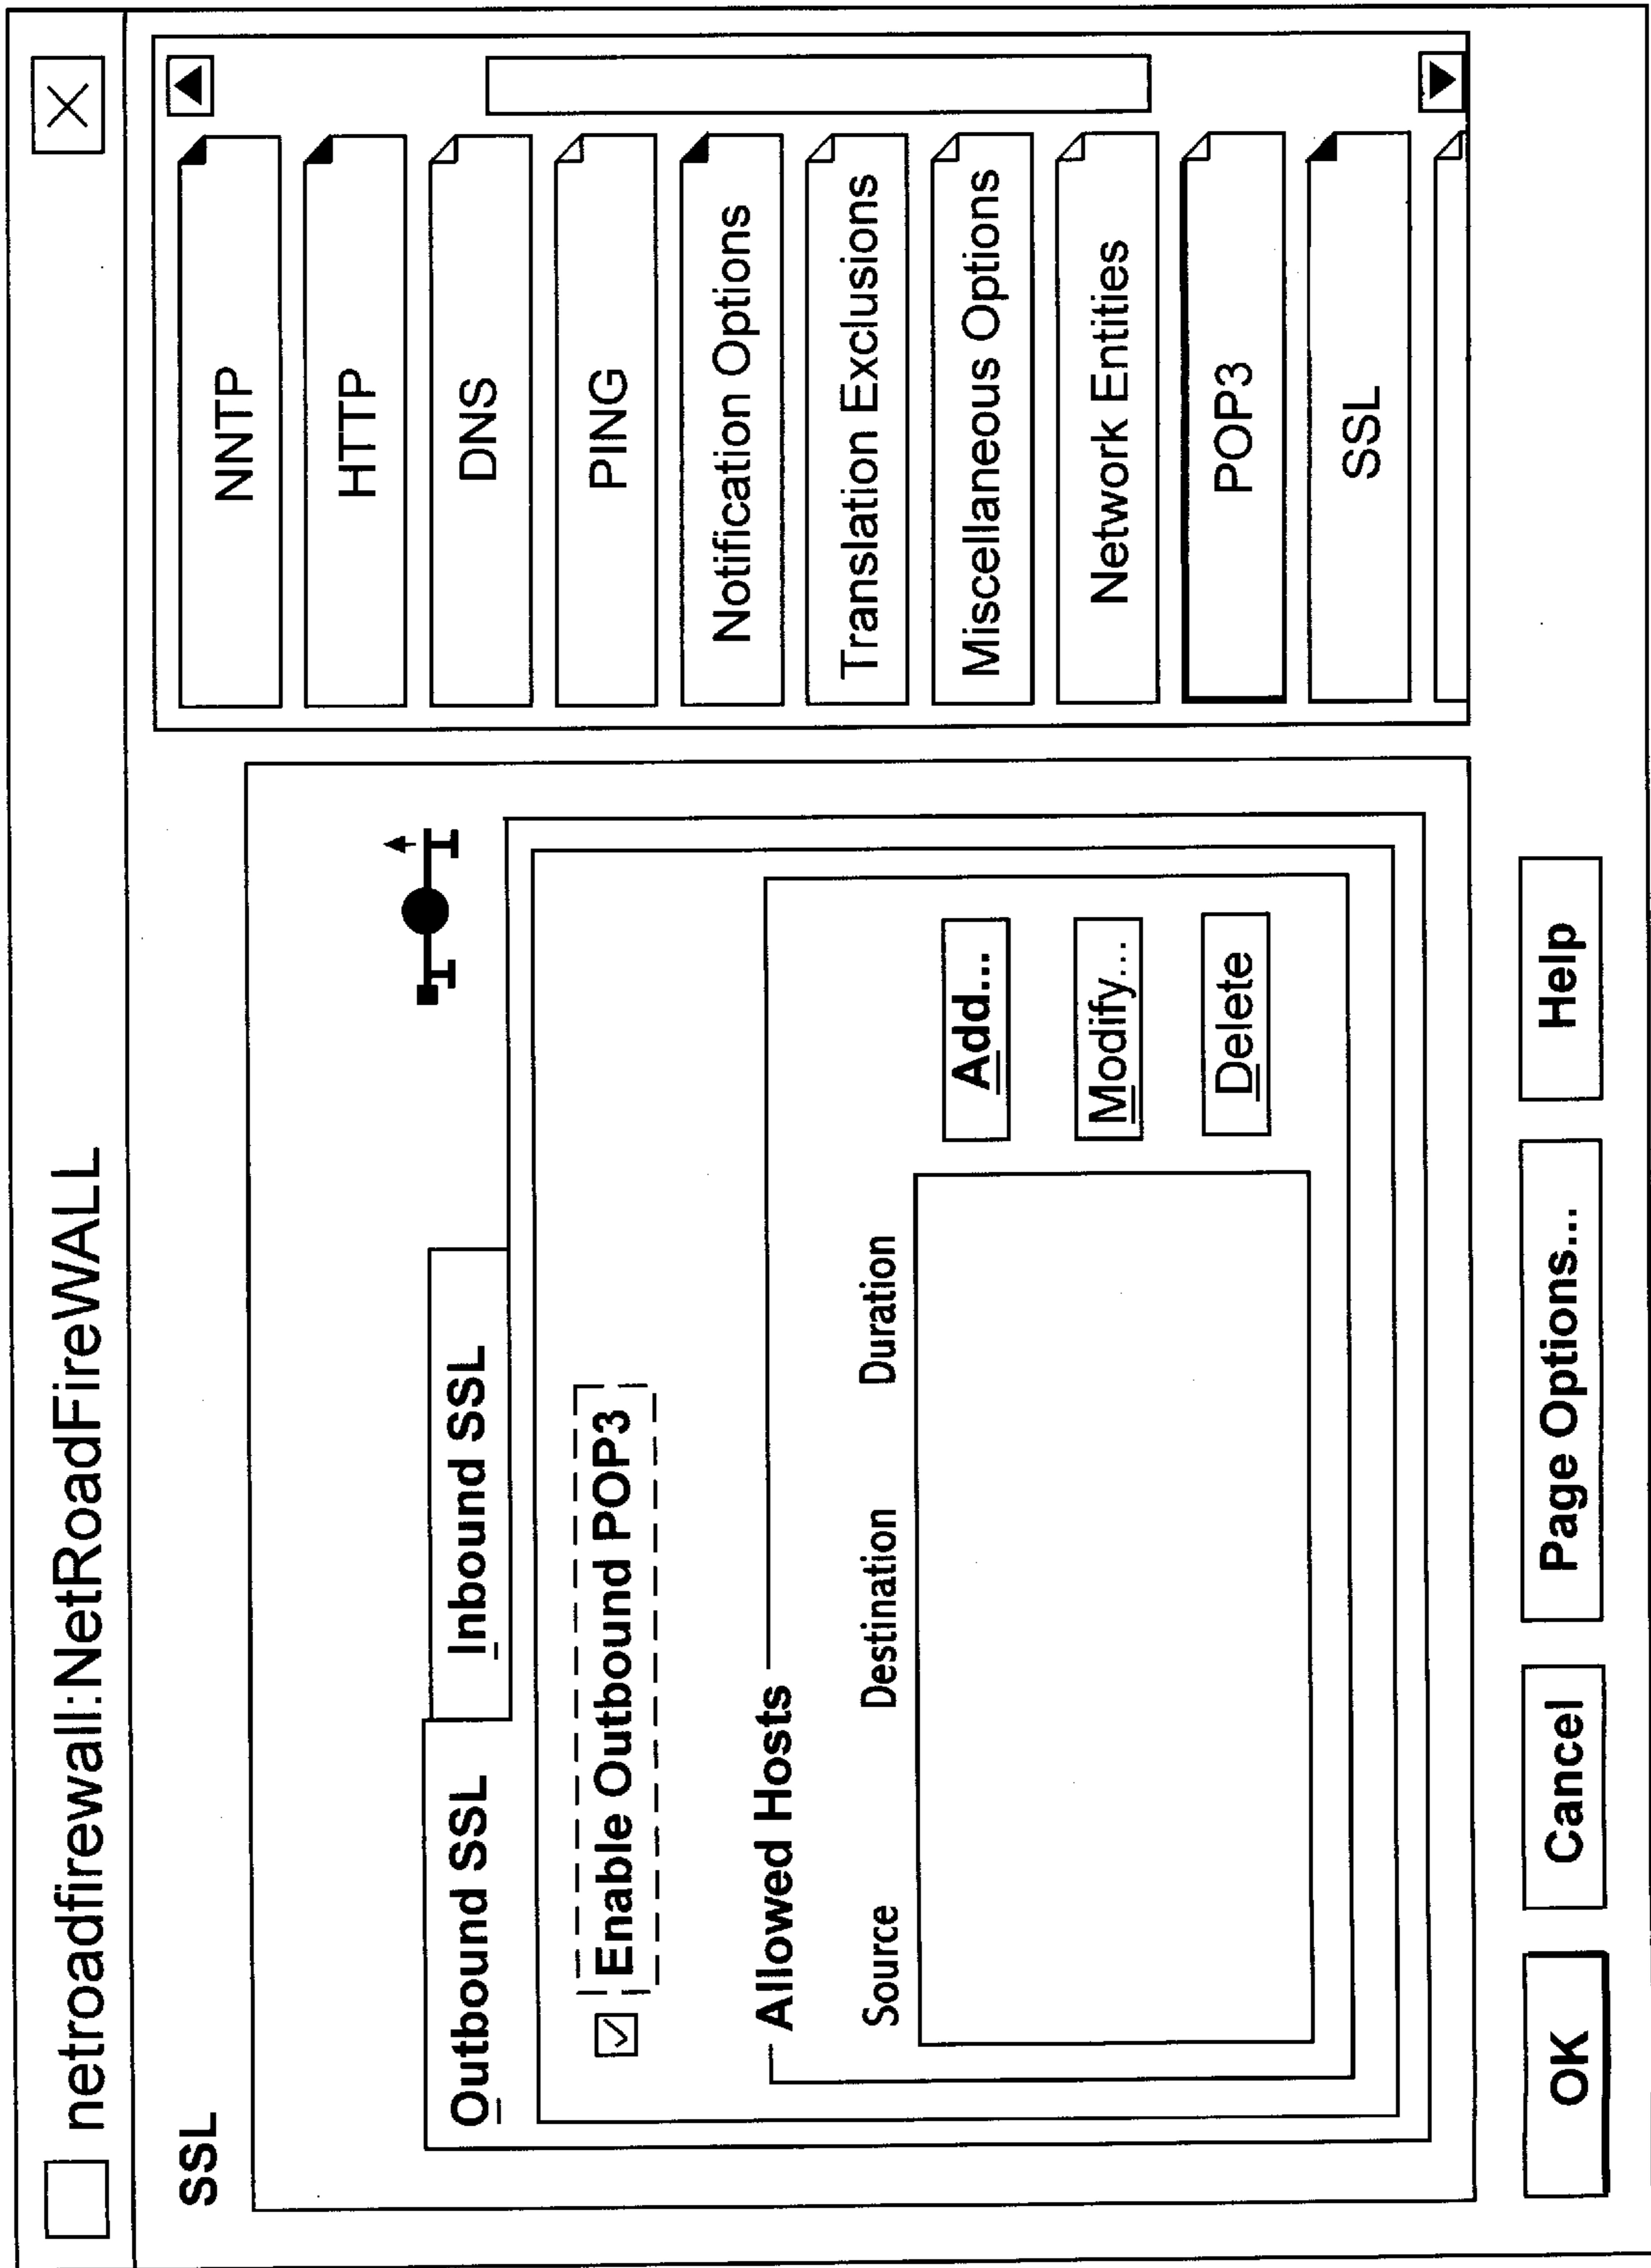 netroadfirewall:NetRoadFireWALL
SSL
Outbound SSL
Inbound SSL
Enable Outbound POP3
Allowed Hosts
Source Destination Duration
Add...
Modify...
Delete
NNTP
HTTP
DNS
PING
Notification Options
Translation Exclusions
Miscellaneous Options
Network Entities
POP3
SSL
OK Cancel Page Options... Help